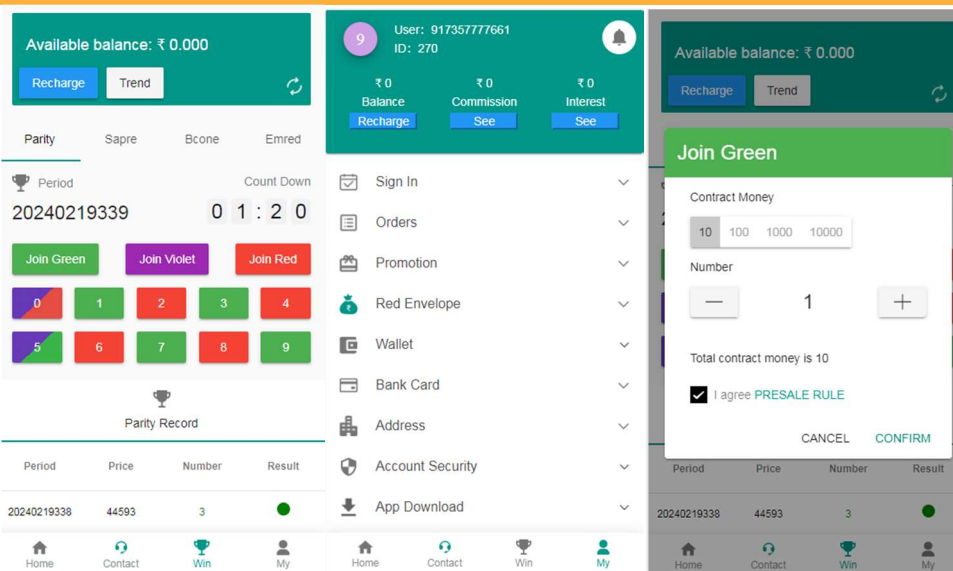 Available balance: ₹ 0.000
Recharge Trend
Parity Sapre Bcone Emred
Period Count Down
20240219339 0 1 : 2 0
Join Green Join Violet Join Red
0 1 2 3 4
5 6 7 8 9
Parity Record
Period Price Number Result
20240219338 44593 3
Home Contact Win My
9
User: 917357777661
ID: 270
₹ 0 ₹ 0 ₹ 0
Balance Commission Interest
Recharge See See
Sign In
Orders
Promotion
Red Envelope
Wallet
Bank Card
Address
Account Security
App Download
Home Contact Win My
Available balance: ₹ 0.000
Recharge Trend
Join Green
Contract Money
10 100 1000 10000
Number
— 1 +
Total contract money is 10
I agree PRESALE RULE
CANCEL CONFIRM
Period Price Number Result
20240219338 44593 3
Home Contact Win My